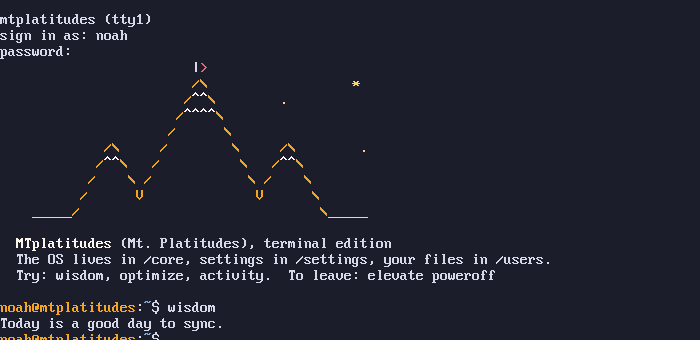 mtplatitudes (tty1)
sign in as: noah
password:
MTplatitudes (Mt. Platitudes), terminal edition
The OS lives in /core, settings in /settings, your files in /users.
Try: wisdom, optimize, activity.  To leave: elevate poweroff
noah@mtplatitudes:~$ wisdom
Today is a good day to sync.
noah@mtplatitudes:~$